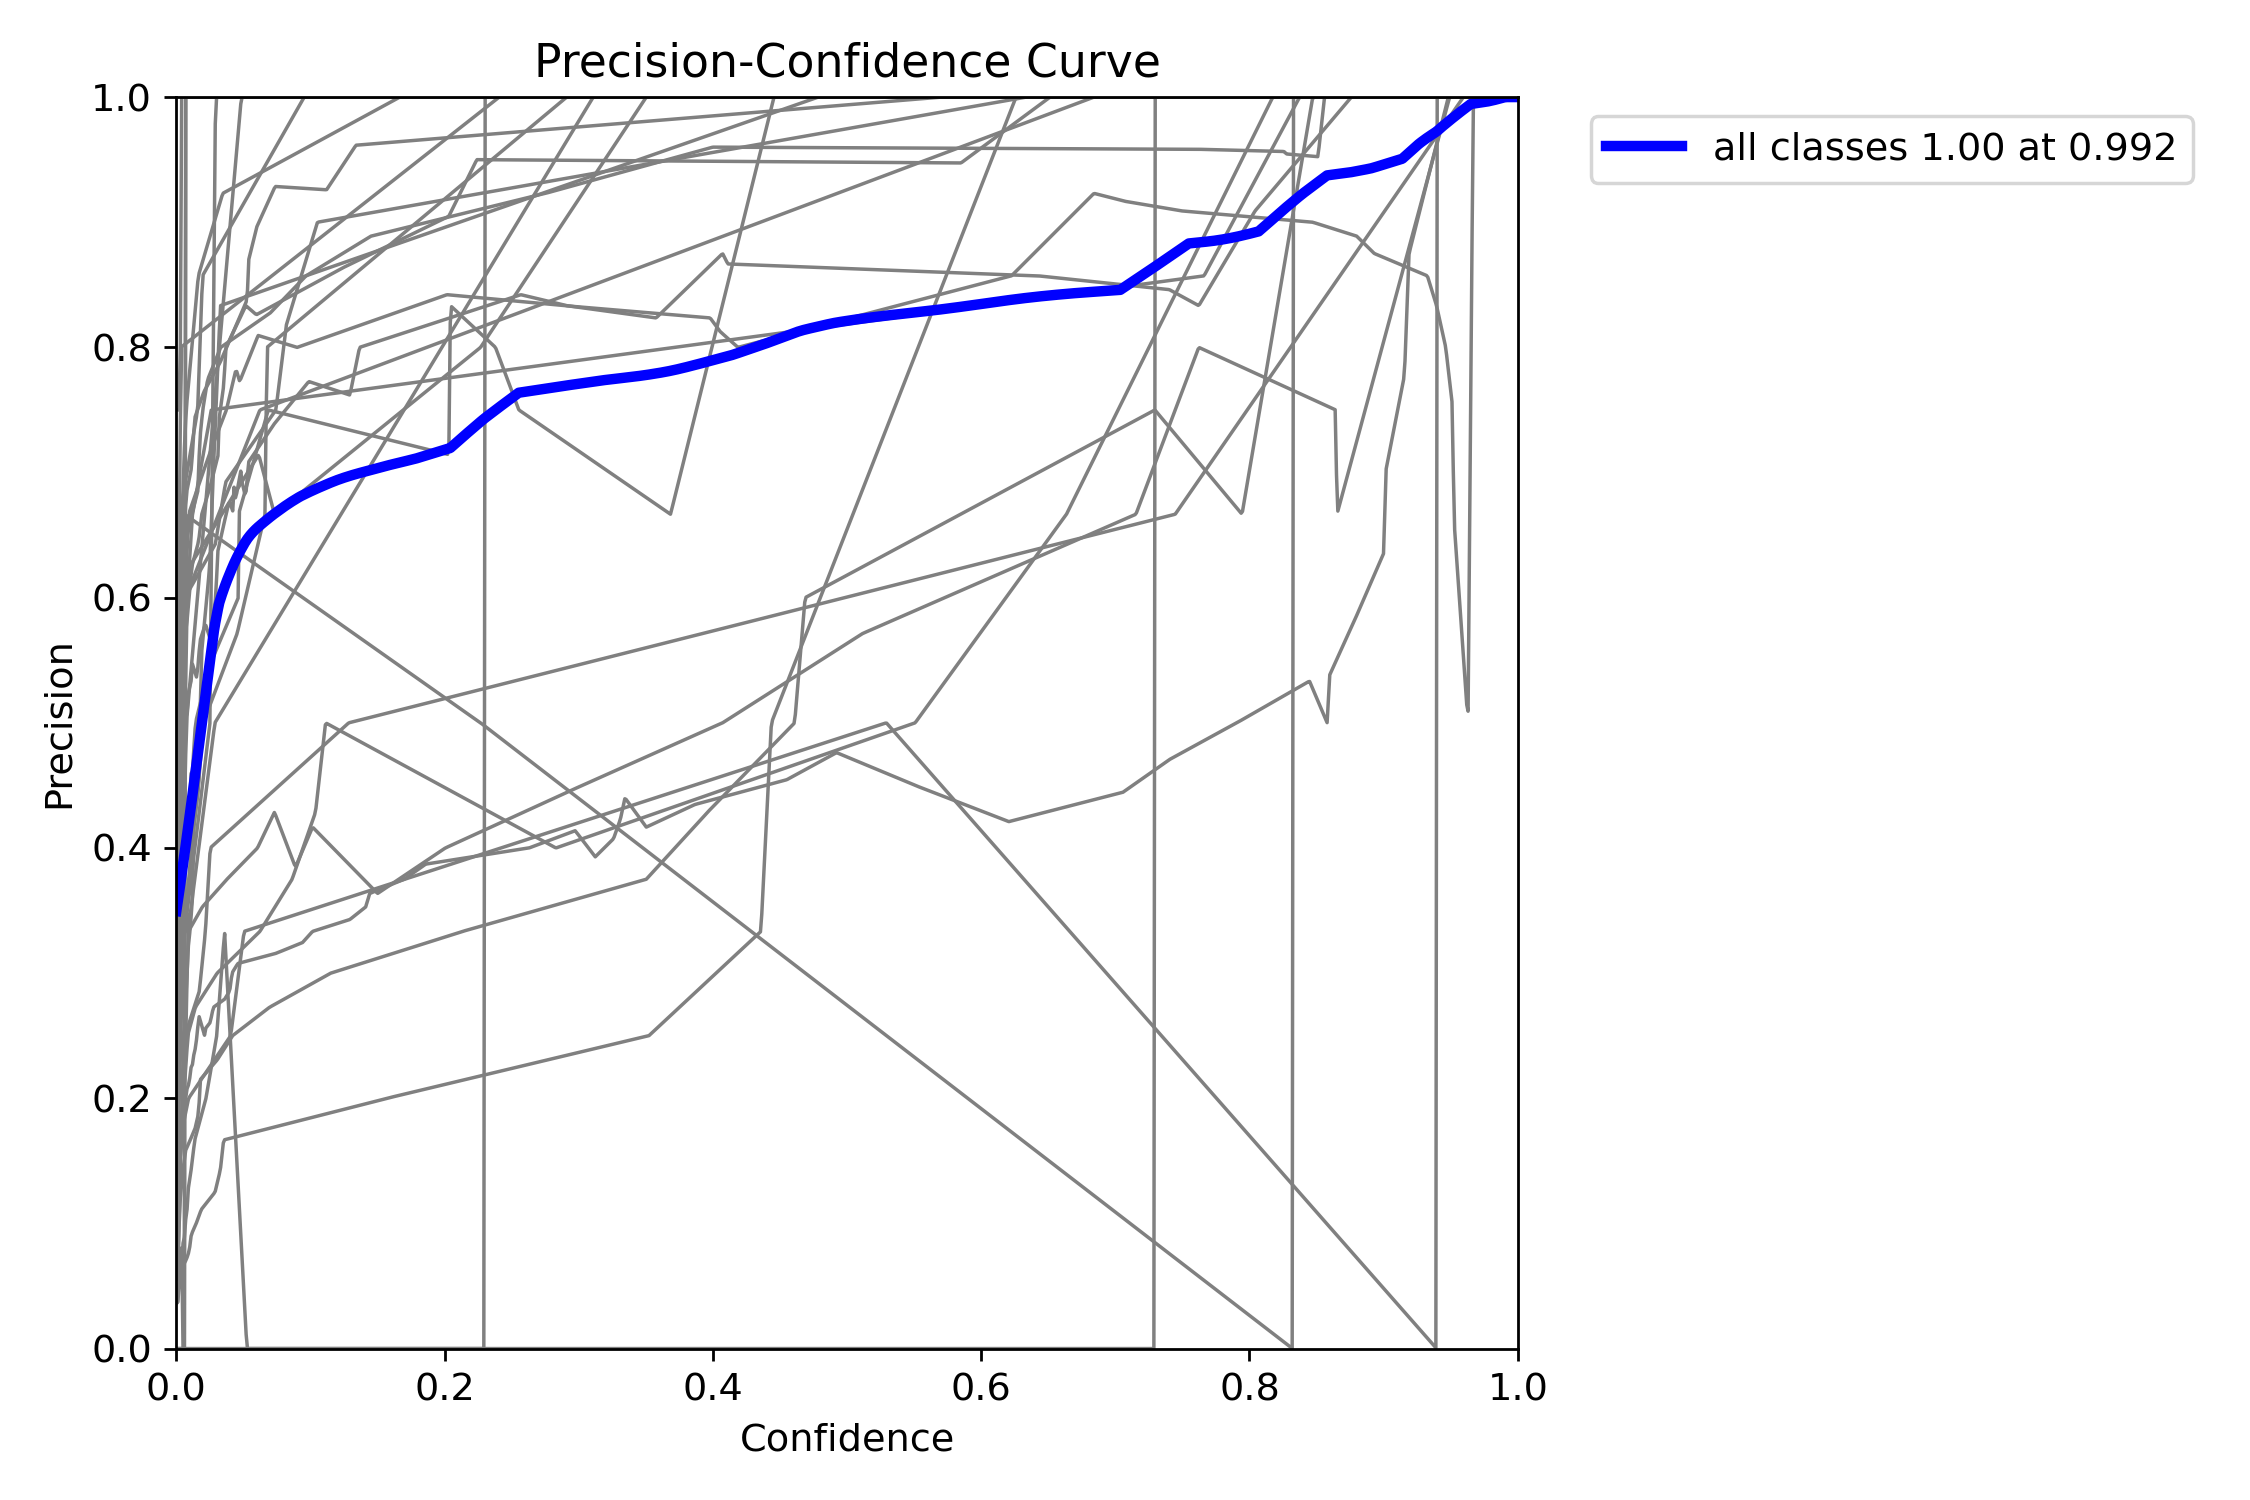 Precision-Confidence Curve
all classes 1.00 at 0.992
Precision
1.0
0.8
0.6
0.4
0.2
0.0
0.0 0.2 0.4 0.6 0.8 1.0
Confidence